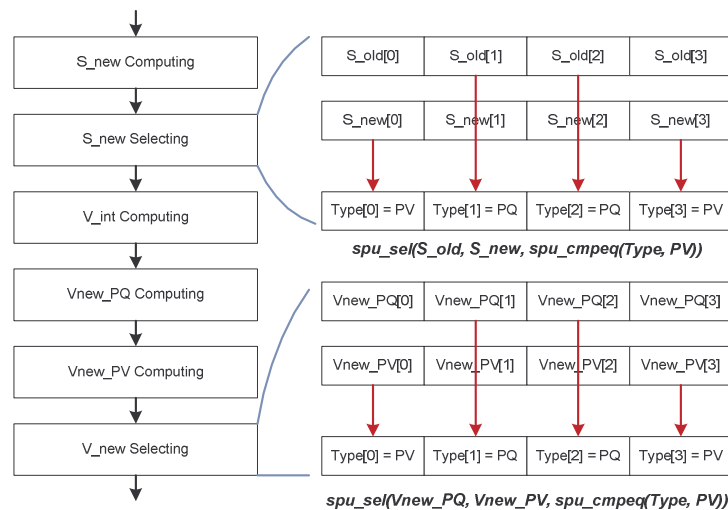 S_new Computing
S_new Selecting
V_int Computing
Vnew_PQ Computing
Vnew_PV Computing
V_new Selecting
S_old[0] S_old[1] S_old[2] S_old[3]
S_new[0] S_new[1] S_new[2] S_new[3]
Type[0] = PV Type[1] = PQ Type[2] = PQ Type[3] = PV
spu_sel(S_old, S_new, spu_cmpeq(Type, PV))
Vnew_PQ[0] Vnew_PQ[1] Vnew_PQ[2] Vnew_PQ[3]
Vnew_PV[0] Vnew_PV[1] Vnew_PV[2] Vnew_PV[3]
Type[0] = PV Type[1] = PQ Type[2] = PQ Type[3] = PV
spu_sel(Vnew_PQ, Vnew_PV, spu_cmpeq(Type, PV))